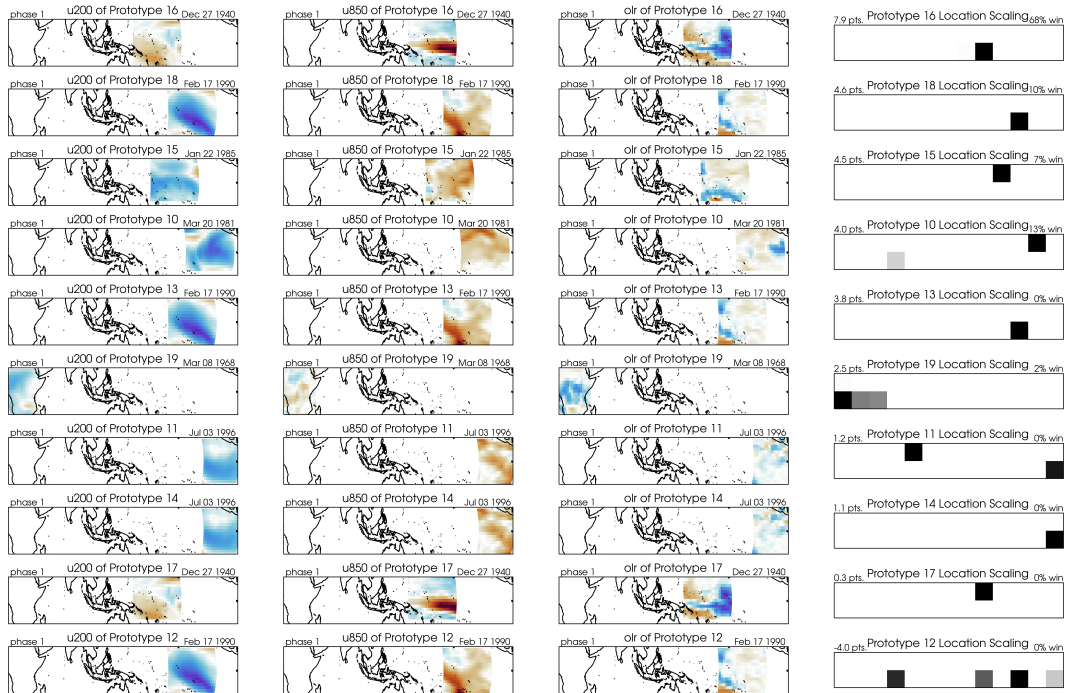 phase 1 u200 of Prototype 16 Dec 27 1940
phase 1 u850 of Prototype 16 Dec 27 1940
phase 1 olr of Prototype 16 Dec 27 1940
7.9 pts. Prototype 16 Location Scaling 68% win
phase 1 u200 of Prototype 18 Feb 17 1990
phase 1 u850 of Prototype 18 Feb 17 1990
phase 1 olr of Prototype 18 Feb 17 1990
4.6 pts. Prototype 18 Location Scaling 10% win
phase 1 u200 of Prototype 15 Jan 22 1985
phase 1 u850 of Prototype 15 Jan 22 1985
phase 1 olr of Prototype 15 Jan 22 1985
4.5 pts. Prototype 15 Location Scaling 7% win
phase 1 u200 of Prototype 10 Mar 20 1981
phase 1 u850 of Prototype 10 Mar 20 1981
phase 1 olr of Prototype 10 Mar 20 1981
4.0 pts. Prototype 10 Location Scaling 13% win
phase 1 u200 of Prototype 13 Feb 17 1990
phase 1 u850 of Prototype 13 Feb 17 1990
phase 1 olr of Prototype 13 Feb 17 1990
3.8 pts. Prototype 13 Location Scaling 0% win
phase 1 u200 of Prototype 19 Mar 08 1968
phase 1 u850 of Prototype 19 Mar 08 1968
phase 1 olr of Prototype 19 Mar 08 1968
2.5 pts. Prototype 19 Location Scaling 2% win
phase 1 u200 of Prototype 11 Jul 03 1996
phase 1 u850 of Prototype 11 Jul 03 1996
phase 1 olr of Prototype 11 Jul 03 1996
1.2 pts. Prototype 11 Location Scaling 0% win
phase 1 u200 of Prototype 14 Jul 03 1996
phase 1 u850 of Prototype 14 Jul 03 1996
phase 1 olr of Prototype 14 Jul 03 1996
1.1 pts. Prototype 14 Location Scaling 0% win
phase 1 u200 of Prototype 17 Dec 27 1940
phase 1 u850 of Prototype 17 Dec 27 1940
phase 1 olr of Prototype 17 Dec 27 1940
0.3 pts. Prototype 17 Location Scaling 0% win
phase 1 u200 of Prototype 12 Feb 17 1990
phase 1 u850 of Prototype 12 Feb 17 1990
phase 1 olr of Prototype 12 Feb 17 1990
-4.0 pts. Prototype 12 Location Scaling 0% win